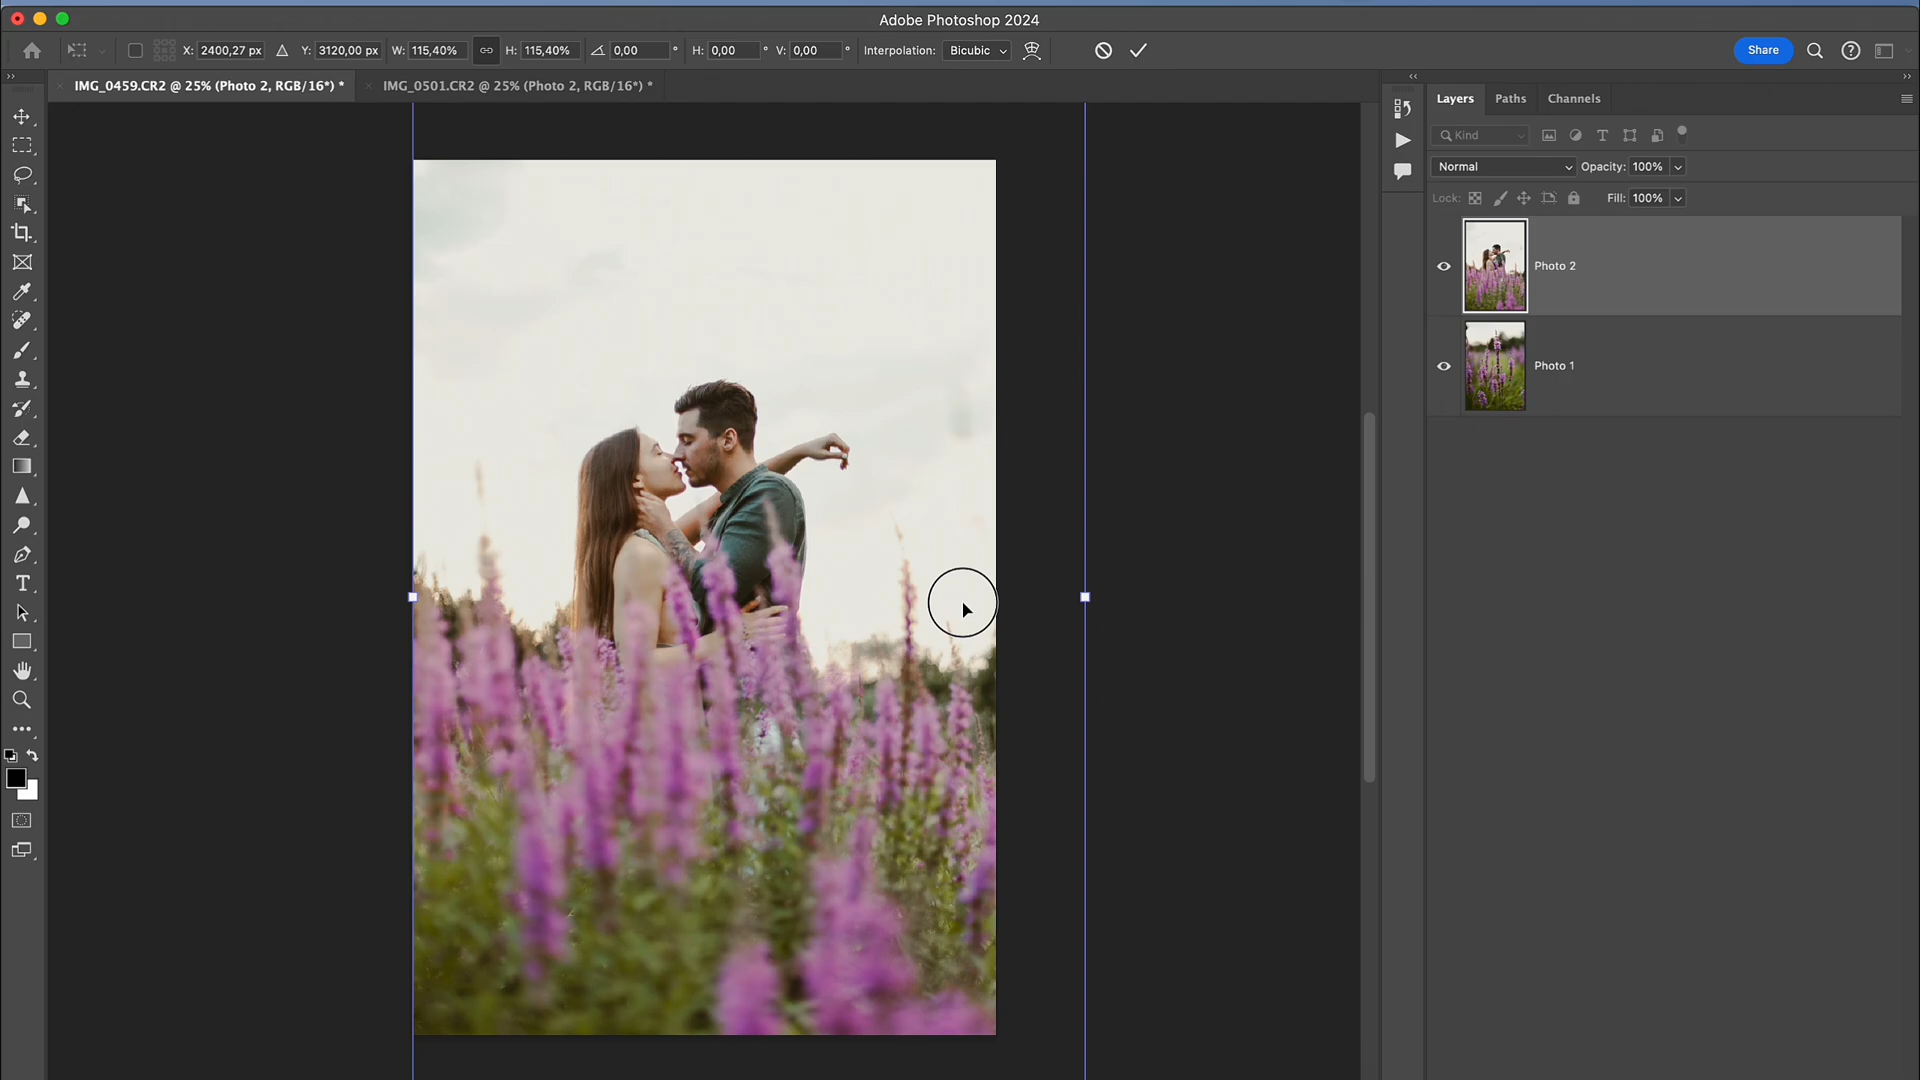 Adobe Photoshop 2024
X: 2400,27 px Y: 3120,00 px W: 115,40% H: 115,40% 0,00 ° H: 0,00 ° V: 0,00 ° Interpolation: Bicubic Share
IMG_0459.CR2 @ 25% (Photo 2, RGB/16*) * IMG_0501.CR2 @ 25% (Photo 2, RGB/16*) *
Layers Paths Channels
Kind
Normal Opacity: 100%
Lock: Fill: 100%
Photo 2
Photo 1